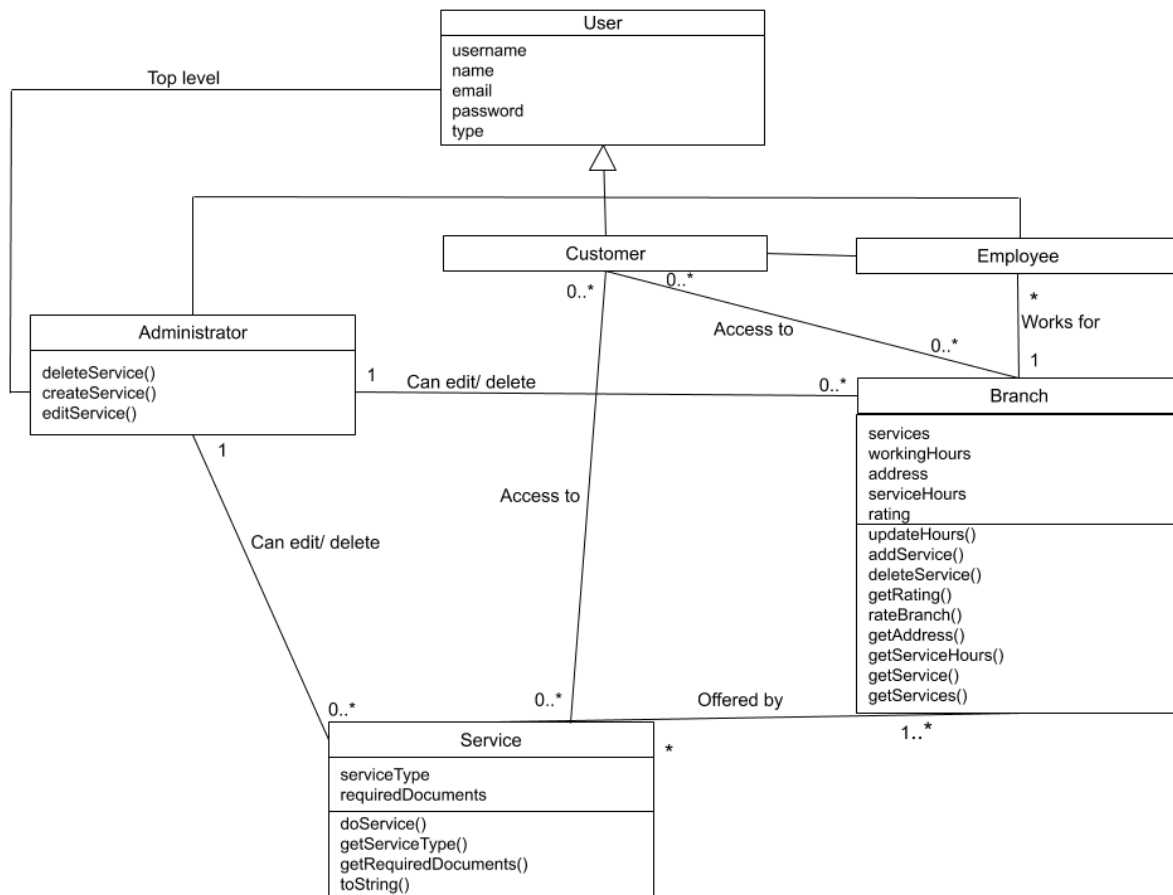 User
username
name
email
password
type
Top level
Customer
Employee
0..*
0..*
*
Works for
1
Access to
0..*
Administrator
deleteService()
createService()
editService()
1
Can edit/ delete
0..*
Branch
services
workingHours
address
serviceHours
rating
updateHours()
addService()
deleteService()
getRating()
rateBranch()
getAddress()
getServiceHours()
getService()
getServices()
1
Can edit/ delete
0..*
Access to
0..*
Offered by
1..*
*
Service
serviceType
requiredDocuments
doService()
getServiceType()
getRequiredDocuments()
toString()